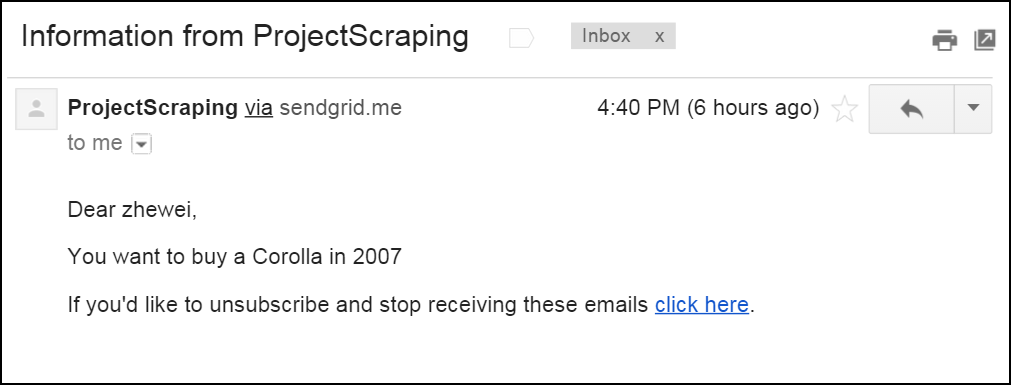 Information from ProjectScraping Inbox x
ProjectScraping via sendgrid.me 4:40 PM (6 hours ago)
to me
Dear zhewei,
You want to buy a Corolla in 2007
If you'd like to unsubscribe and stop receiving these emails click here.